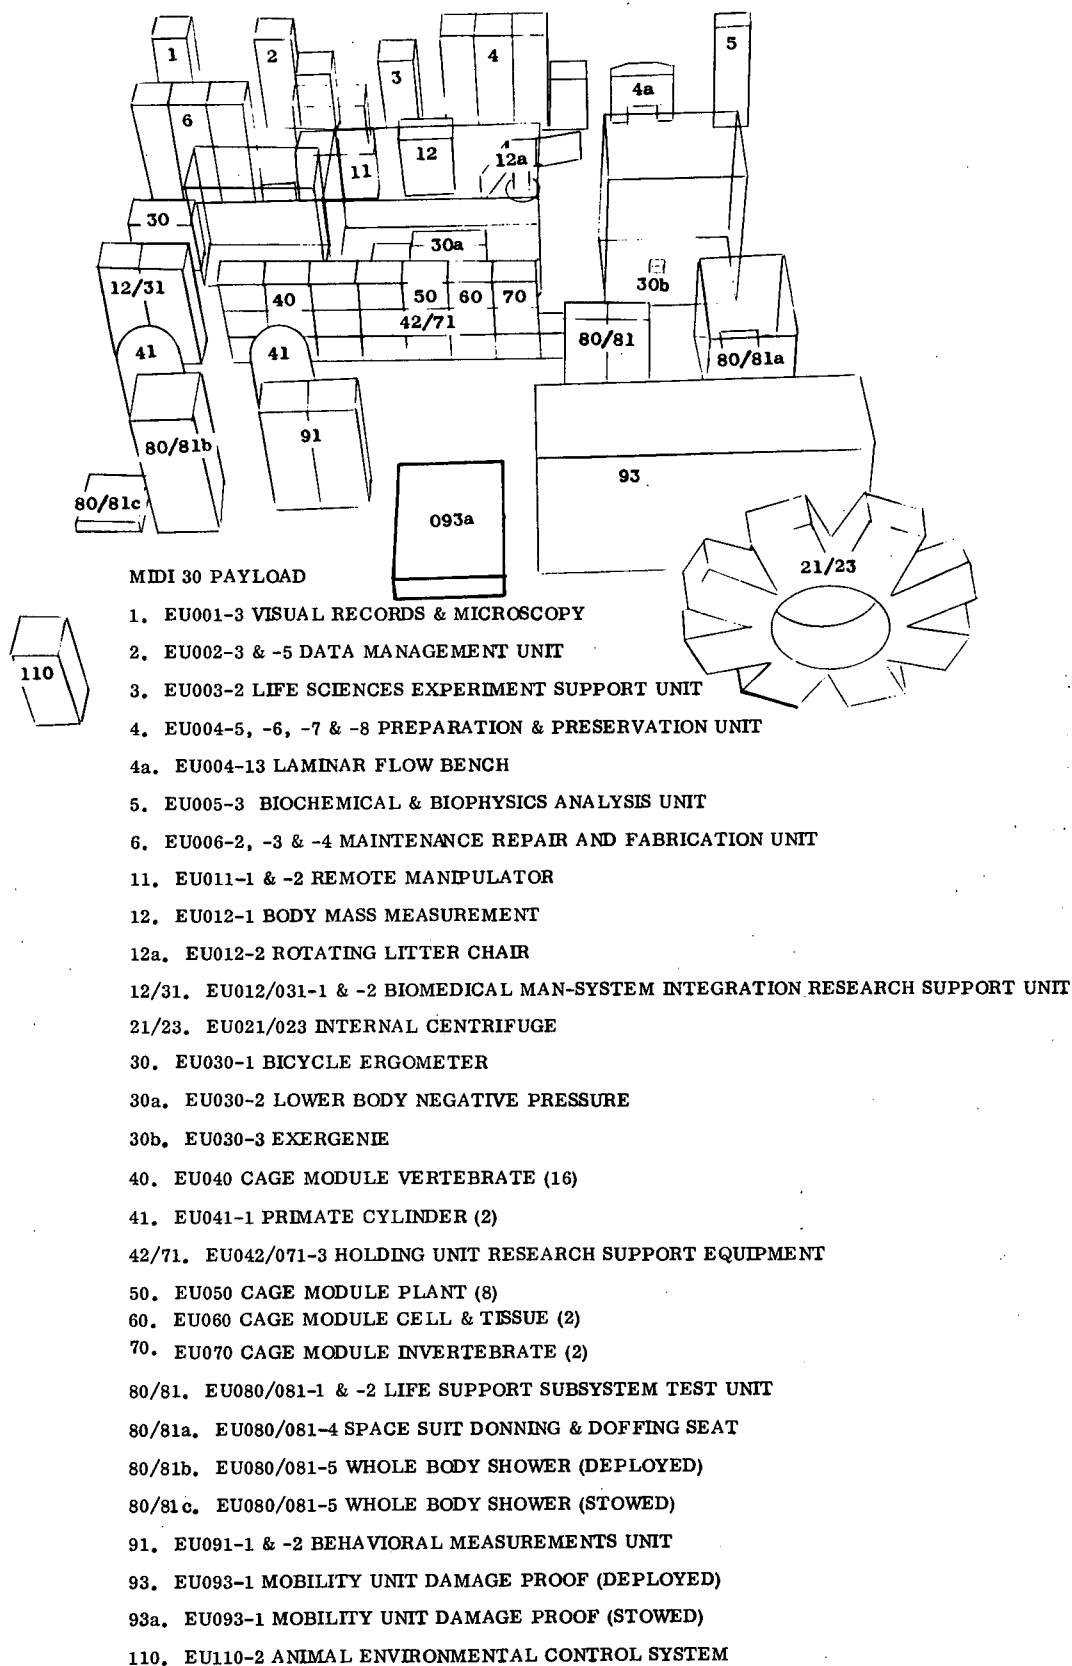 1
2
3
4
5
4a
6
11
12
12a
30
30a
30b
12/31
40
50
60
70
42/71
80/81
80/81a
41
41
80/81b
91
93
80/81c
093a
21/23
110
MIDI 30 PAYLOAD
1. EU001-3 VISUAL RECORDS & MICROSCOPY
2. EU002-3 & -5 DATA MANAGEMENT UNIT
3. EU003-2 LIFE SCIENCES EXPERIMENT SUPPORT UNIT
4. EU004-5, -6, -7 & -8 PREPARATION & PRESERVATION UNIT
4a. EU004-13 LAMINAR FLOW BENCH
5. EU005-3 BIOCHEMICAL & BIOPHYSICS ANALYSIS UNIT
6. EU006-2, -3 & -4 MAINTENANCE REPAIR AND FABRICATION UNIT
11. EU011-1 & -2 REMOTE MANIPULATOR
12. EU012-1 BODY MASS MEASUREMENT
12a. EU012-2 ROTATING LITTER CHAIR
12/31. EU012/031-1 & -2 BIOMEDICAL MAN-SYSTEM INTEGRATION RESEARCH SUPPORT UNIT
21/23. EU021/023 INTERNAL CENTRIFUGE
30. EU030-1 BICYCLE ERGOMETER
30a. EU030-2 LOWER BODY NEGATIVE PRESSURE
30b. EU030-3 EXERGENIE
40. EU040 CAGE MODULE VERTEBRATE (16)
41. EU041-1 PRIMATE CYLINDER (2)
42/71. EU042/071-3 HOLDING UNIT RESEARCH SUPPORT EQUIPMENT
50. EU050 CAGE MODULE PLANT (8)
60. EU060 CAGE MODULE CELL & TISSUE (2)
70. EU070 CAGE MODULE INVERTEBRATE (2)
80/81. EU080/081-1 & -2 LIFE SUPPORT SUBSYSTEM TEST UNIT
80/81a. EU080/081-4 SPACE SUIT DONNING & DOFFING SEAT
80/81b. EU080/081-5 WHOLE BODY SHOWER (DEPLOYED)
80/81c. EU080/081-5 WHOLE BODY SHOWER (STOWED)
91. EU091-1 & -2 BEHAVIORAL MEASUREMENTS UNIT
93. EU093-1 MOBILITY UNIT DAMAGE PROOF (DEPLOYED)
93a. EU093-1 MOBILITY UNIT DAMAGE PROOF (STOWED)
110. EU110-2 ANIMAL ENVIRONMENTAL CONTROL SYSTEM